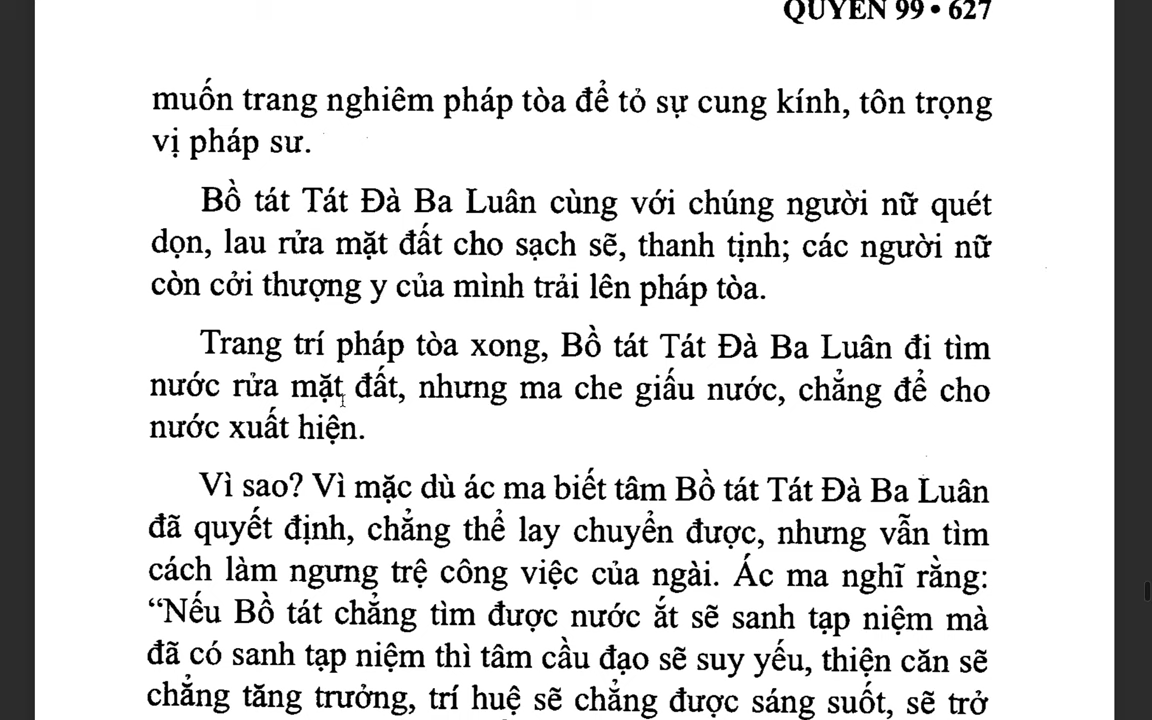 QUYỂN 99 • 627
muốn trang nghiêm pháp tòa để tỏ sự cung kính, tôn trọng
vị pháp sư.
Bồ tát Tát Đà Ba Luân cùng với chúng người nữ quét
dọn, lau rửa mặt đất cho sạch sẽ, thanh tịnh; các người nữ
còn cởi thượng y của mình trải lên pháp tòa.
Trang trí pháp tòa xong, Bồ tát Tát Đà Ba Luân đi tìm
nước rửa mặt đất, nhưng ma che giấu nước, chẳng để cho
nước xuất hiện.
Vì sao? Vì mặc dù ác ma biết tâm Bồ tát Tát Đà Ba Luân
đã quyết định, chẳng thể lay chuyển được, nhưng vẫn tìm
cách làm ngưng trệ công việc của ngài. Ác ma nghĩ rằng:
“Nếu Bồ tát chẳng tìm được nước ắt sẽ sanh tạp niệm mà
đã có sanh tạp niệm thì tâm cầu đạo sẽ suy yếu, thiện căn sẽ
chẳng tăng trưởng, trí huệ sẽ chẳng được sáng suốt, sẽ trở